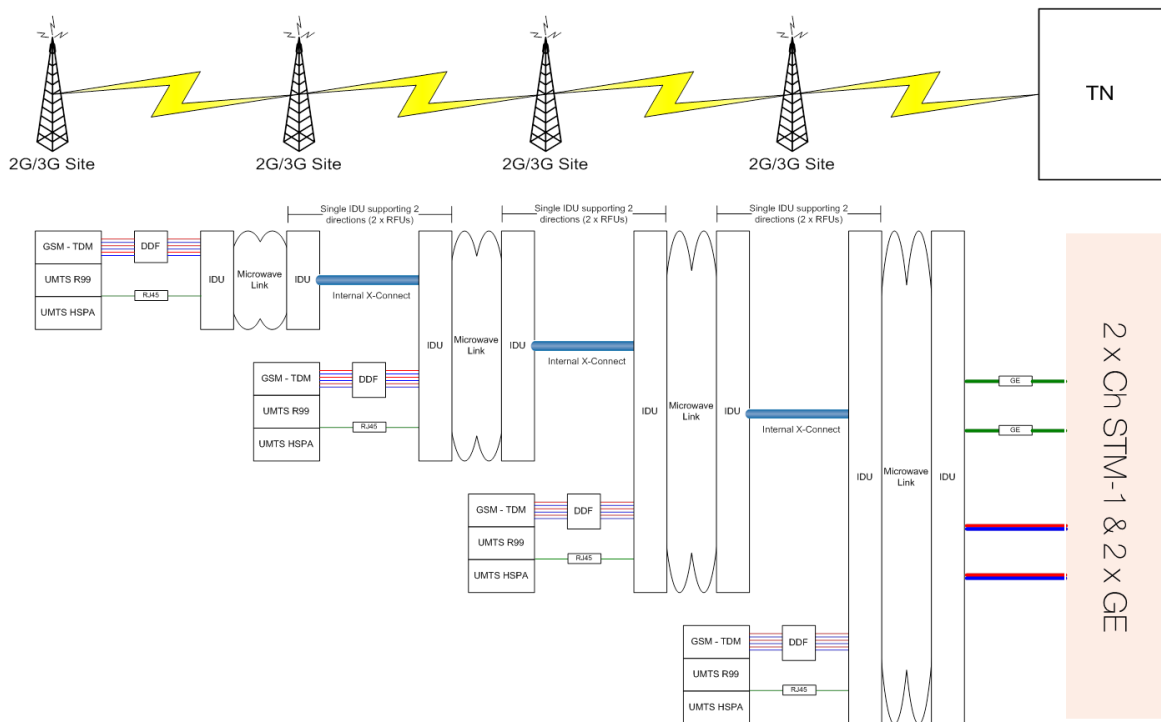 TN
2G/3G Site
2G/3G Site
2G/3G Site
2G/3G Site
Single IDU supporting 2
directions (2 x RFUs)
Single IDU supporting 2
directions (2 x RFUs)
Single IDU supporting 2
directions (2 x RFUs)
GSM - TDM
UMTS R99
UMTS HSPA
DDF
RJ45
IDU
Microwave
Link
IDU
Internal X-Connect
GSM - TDM
UMTS R99
UMTS HSPA
DDF
RJ45
IDU
Microwave
Link
IDU
Internal X-Connect
GSM - TDM
UMTS R99
UMTS HSPA
DDF
RJ45
IDU
Microwave
Link
IDU
Internal X-Connect
GSM - TDM
UMTS R99
UMTS HSPA
DDF
RJ45
IDU
Microwave
Link
IDU
GE
GE
2 x Ch STM-1 & 2 x GE